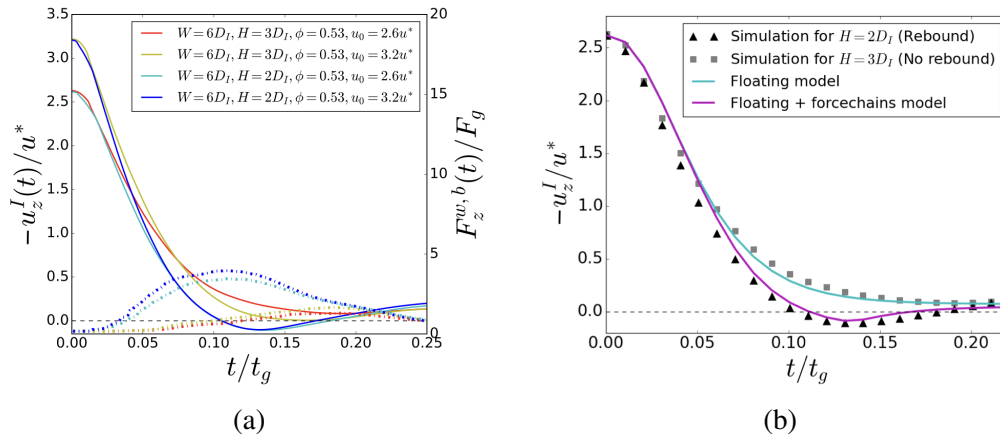 W = 6D_I, H = 3D_I, ϕ = 0.53, u_0 = 2.6u*
W = 6D_I, H = 3D_I, ϕ = 0.53, u_0 = 3.2u*
W = 6D_I, H = 2D_I, ϕ = 0.53, u_0 = 2.6u*
W = 6D_I, H = 2D_I, ϕ = 0.53, u_0 = 3.2u*
−u_z^I(t)/u*
3.5
3.0
2.5
2.0
1.5
1.0
0.5
0.0
−0.5
−1.0
20
15
10
5
0
F_z^{w,b}(t)/F_g
0.00
0.05
0.10
0.15
0.20
0.25
t/t_g
(a)
Simulation for H = 2D_I (Rebound)
Simulation for H = 3D_I (No rebound)
Floating model
Floating + forcechains model
−u_z^I/u*
2.5
2.0
1.5
1.0
0.5
0.0
0.00
0.05
0.10
0.15
0.20
t/t_g
(b)